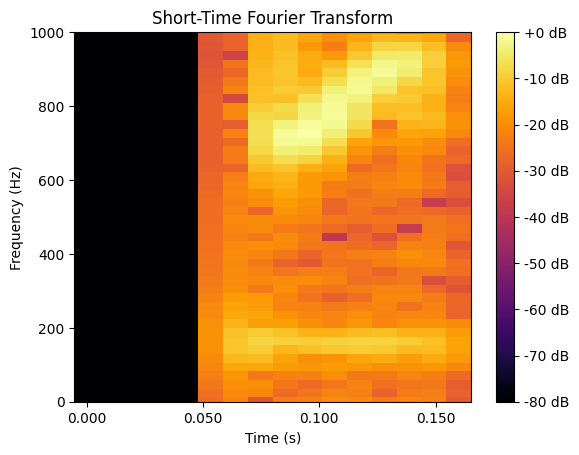 Short-Time Fourier Transform
1000
800
600
400
200
0
Frequency (Hz)
0.000
0.050
0.100
0.150
Time (s)
+0 dB
-10 dB
-20 dB
-30 dB
-40 dB
-50 dB
-60 dB
-70 dB
-80 dB